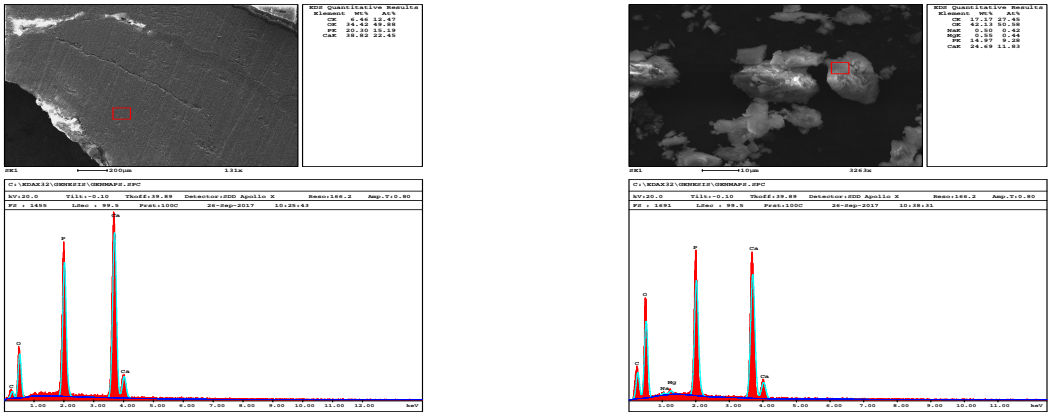 EDS Quantitative Results
Element Wt% At%
CK 6.46 12.47
OK 34.42 49.88
PK 20.30 15.19
CaK 38.82 22.45
SE1 200µm 131x
C:\EDAX32\GENESIS\GENMAPS.SPC
kV:20.0 Tilt:-0.10 Tkoff:39.89 Detector:SDD Apollo X Reso:166.2 Amp.T:0.80
FS : 1455 LSec : 99.5 Prst:100C 26-Sep-2017 10:25:43
Ca
P
O
C
Ca
1.00 2.00 3.00 4.00 5.00 6.00 7.00 8.00 9.00 10.00 11.00 12.00 keV
EDS Quantitative Results
Element Wt% At%
CK 17.17 27.45
OK 42.13 50.58
NaK 0.50 0.42
MgK 0.55 0.44
PK 14.97 9.28
CaK 24.69 11.83
SE1 10µm 3263x
C:\EDAX32\GENESIS\GENMAPS.SPC
kV:20.0 Tilt:-0.10 Tkoff:39.89 Detector:SDD Apollo X Reso:166.2 Amp.T:0.80
FS : 1691 LSec : 99.5 Prst:100C 26-Sep-2017 10:38:31
P
Ca
O
C
Mg
Na
Ca
1.00 2.00 3.00 4.00 5.00 6.00 7.00 8.00 9.00 10.00 11.00 keV